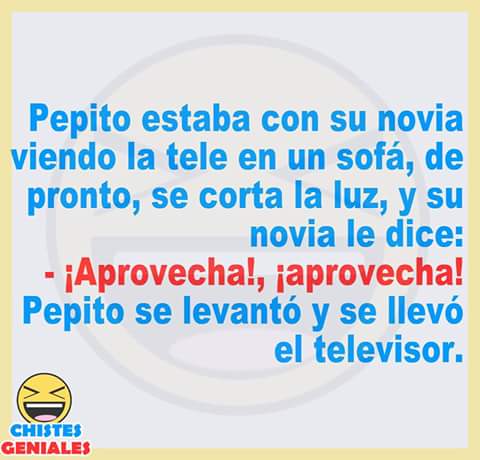 Pepito estaba con su novia
viendo la tele en un sofá, de
pronto, se corta la luz, y su
novia le dice:
- ¡Aprovecha!, ¡aprovecha!
Pepito se levantó y se llevó
el televisor.
CHISTES
GENIALES